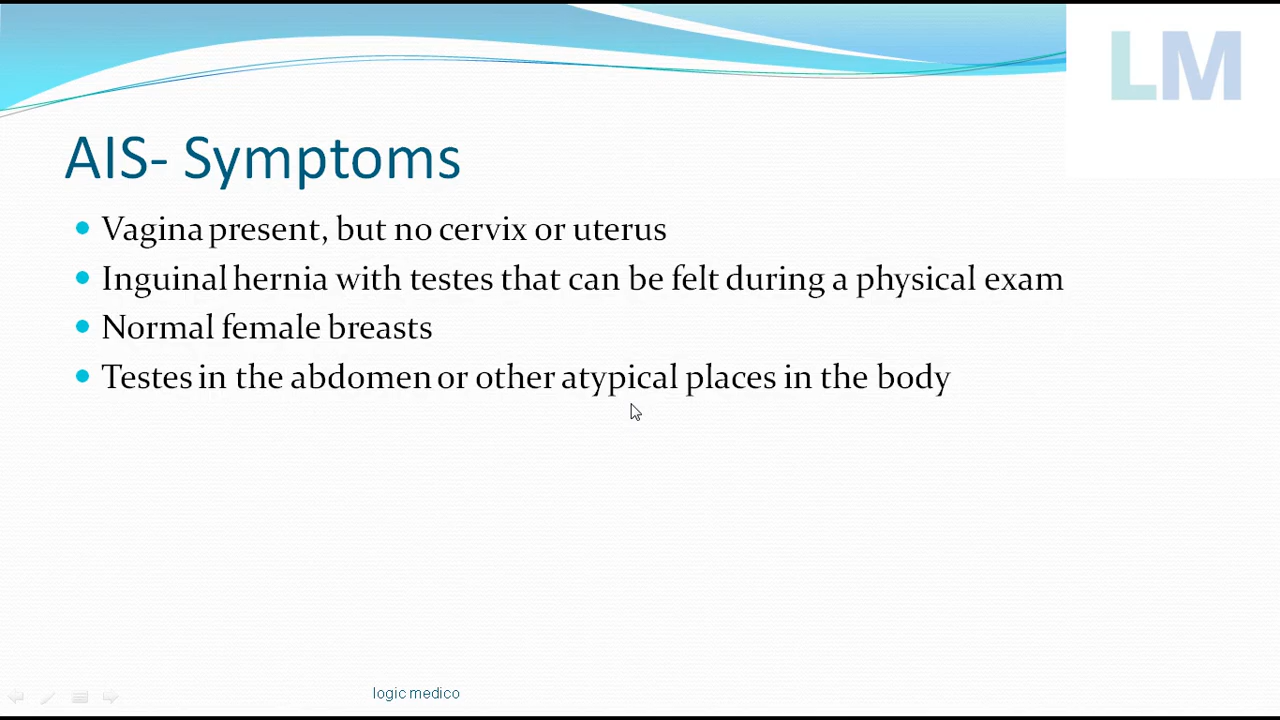 LM
AIS- Symptoms
Vagina present, but no cervix or uterus
Inguinal hernia with testes that can be felt during a physical exam
Normal female breasts
Testes in the abdomen or other atypical places in the body
logic medico